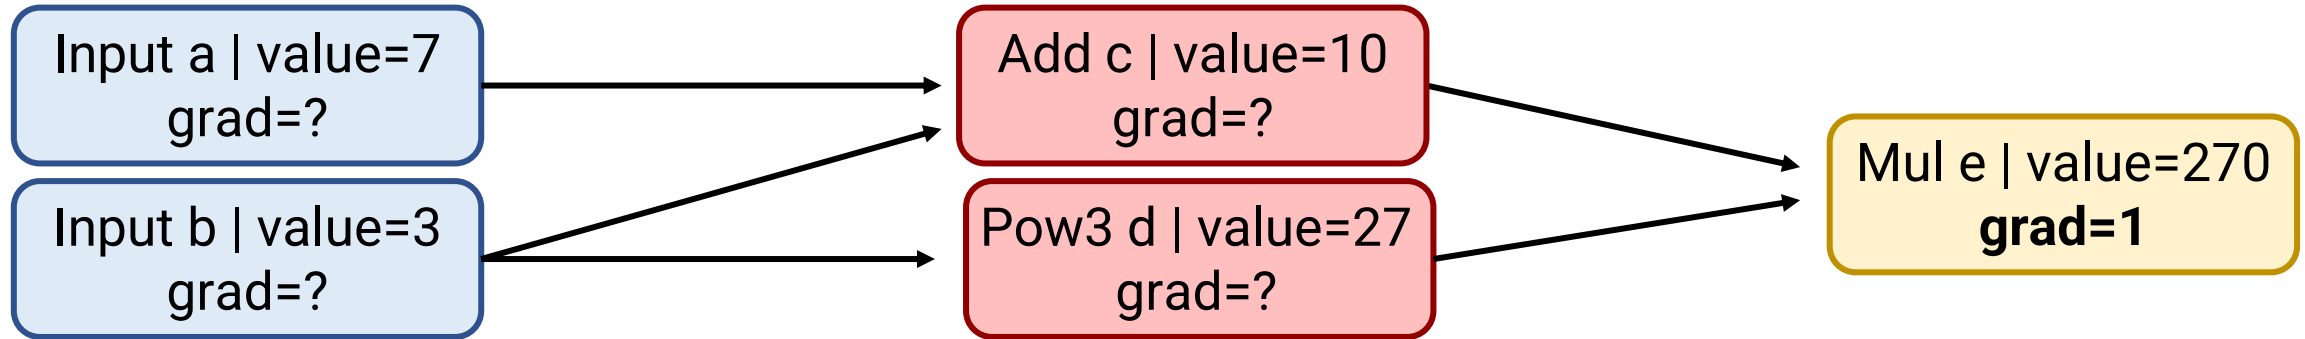 Input a | value=7
grad=?
Input b | value=3
grad=?
Add c | value=10
grad=?
Pow3 d | value=27
grad=?
Mul e | value=270
grad=1